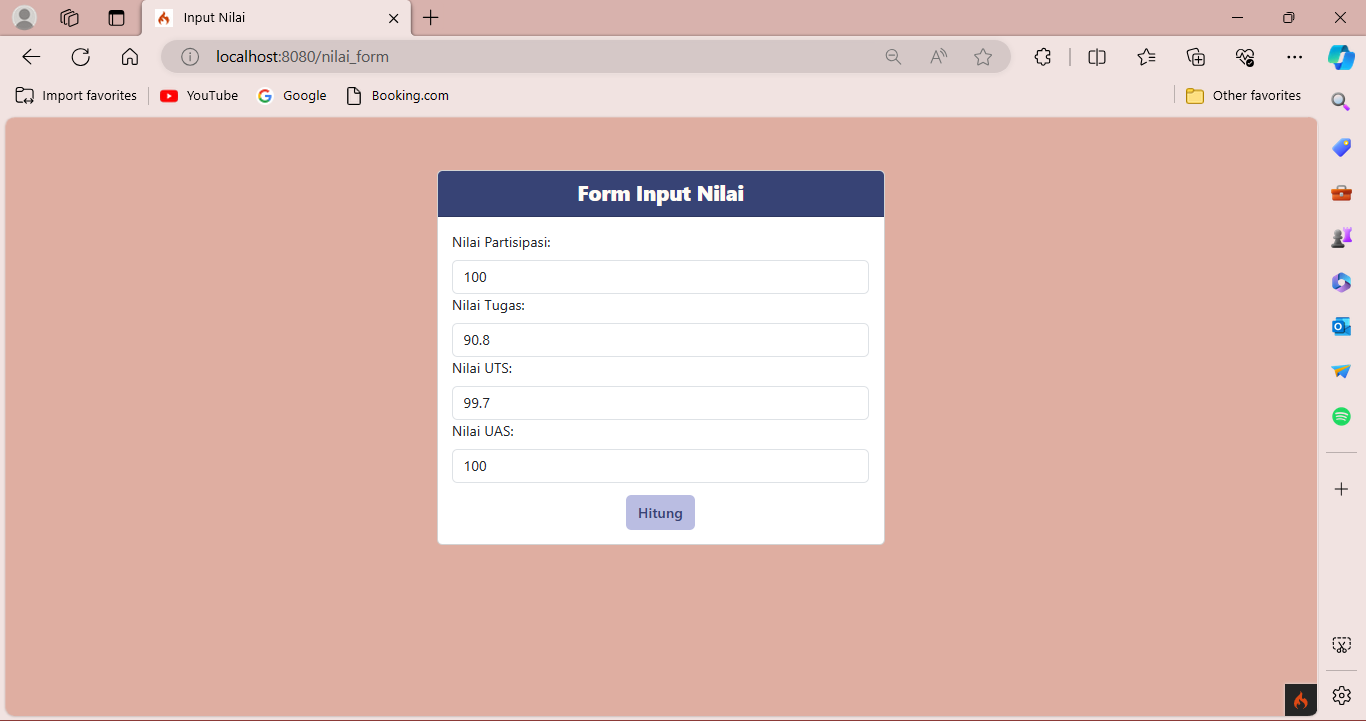 Input Nilai
localhost:8080/nilai_form
Import favorites
YouTube
Google
Booking.com
Other favorites
Form Input Nilai
Nilai Partisipasi:
100
Nilai Tugas:
90.8
Nilai UTS:
99.7
Nilai UAS:
100
Hitung